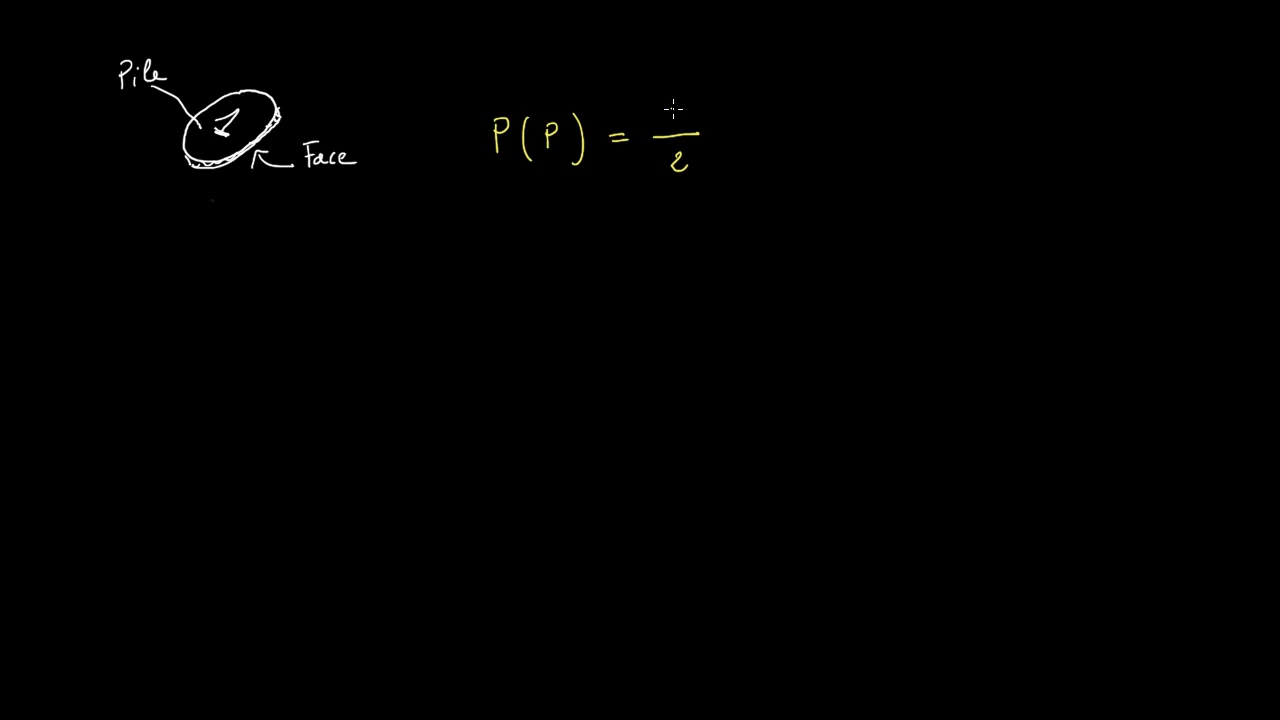 Pile
1
Face
P(P) = — 
2